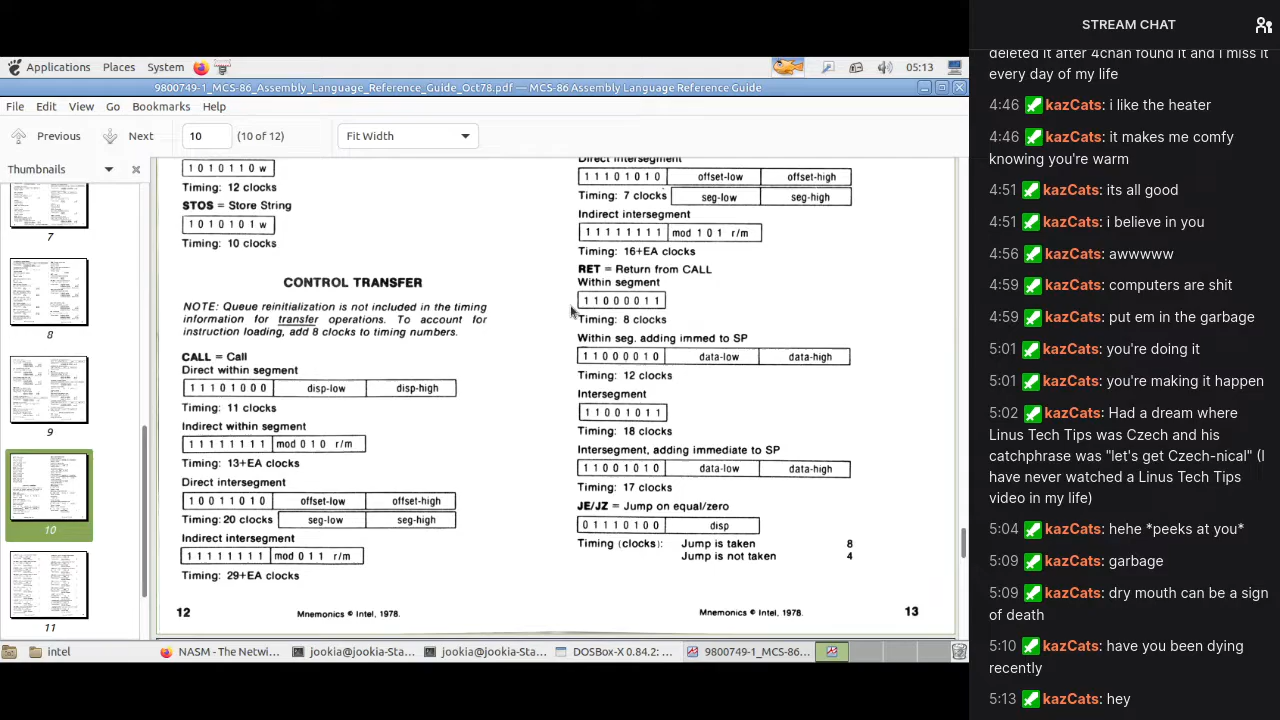 Applications Places System 05:13
9800749-1_MCS-86_Assembly_Language_Reference_Guide_Oct78.pdf — MCS-86 Assembly Language Reference Guide
File Edit View Go Bookmarks Help
Previous Next 10 (10 of 12) Fit Width
Thumbnails
7
8
9
10
11
1 0 1 0 1 1 0 w
Timing: 12 clocks
STOS = Store String
1 0 1 0 1 0 1 w
Timing: 10 clocks
CONTROL TRANSFER
NOTE: Queue reinitialization is not included in the timing
information for transfer operations. To account for
instruction loading, add 8 clocks to timing numbers.
CALL = Call
Direct within segment
1 1 1 0 1 0 0 0 disp-low disp-high
Timing: 11 clocks
Indirect within segment
1 1 1 1 1 1 1 1 mod 0 1 0 r/m
Timing: 13+EA clocks
Direct intersegment
1 0 0 1 1 0 1 0 offset-low offset-high
Timing: 20 clocks seg-low seg-high
Indirect intersegment
1 1 1 1 1 1 1 1 mod 0 1 1 r/m
Timing: 29+EA clocks
12 Mnemonics © Intel, 1978.
Direct intersegment
1 1 1 0 1 0 1 0 offset-low offset-high
Timing: 7 clocks seg-low seg-high
Indirect intersegment
1 1 1 1 1 1 1 1 mod 1 0 1 r/m
Timing: 16+EA clocks
RET = Return from CALL
Within segment
1 1 0 0 0 0 1 1
Timing: 8 clocks
Within seg. adding immed to SP
1 1 0 0 0 0 1 0 data-low data-high
Timing: 12 clocks
Intersegment
1 1 0 0 1 0 1 1
Timing: 18 clocks
Intersegment, adding immediate to SP
1 1 0 0 1 0 1 0 data-low data-high
Timing: 17 clocks
JE/JZ = Jump on equal/zero
0 1 1 1 0 1 0 0 disp
Timing (clocks): Jump is taken 8
Jump is not taken 4
Mnemonics © Intel, 1978. 13
intel NASM - The Netwi... jookia@jookia-Sta... jookia@jookia-Sta... DOSBox-X 0.84.2: ... 9800749-1_MCS-86...
STREAM CHAT
deleted it after 4chan found it and i miss it
every day of my life
4:46 kazCats: i like the heater
4:46 kazCats: it makes me comfy
knowing you're warm
4:51 kazCats: its all good
4:51 kazCats: i believe in you
4:56 kazCats: awwwww
4:59 kazCats: computers are shit
4:59 kazCats: put em in the garbage
5:01 kazCats: you're doing it
5:01 kazCats: you're making it happen
5:02 kazCats: Had a dream where
Linus Tech Tips was Czech and his
catchphrase was "let's get Czech-nical" (I
have never watched a Linus Tech Tips
video in my life)
5:04 kazCats: hehe *peeks at you*
5:09 kazCats: garbage
5:09 kazCats: dry mouth can be a sign
of death
5:10 kazCats: have you been dying
recently
5:13 kazCats: hey